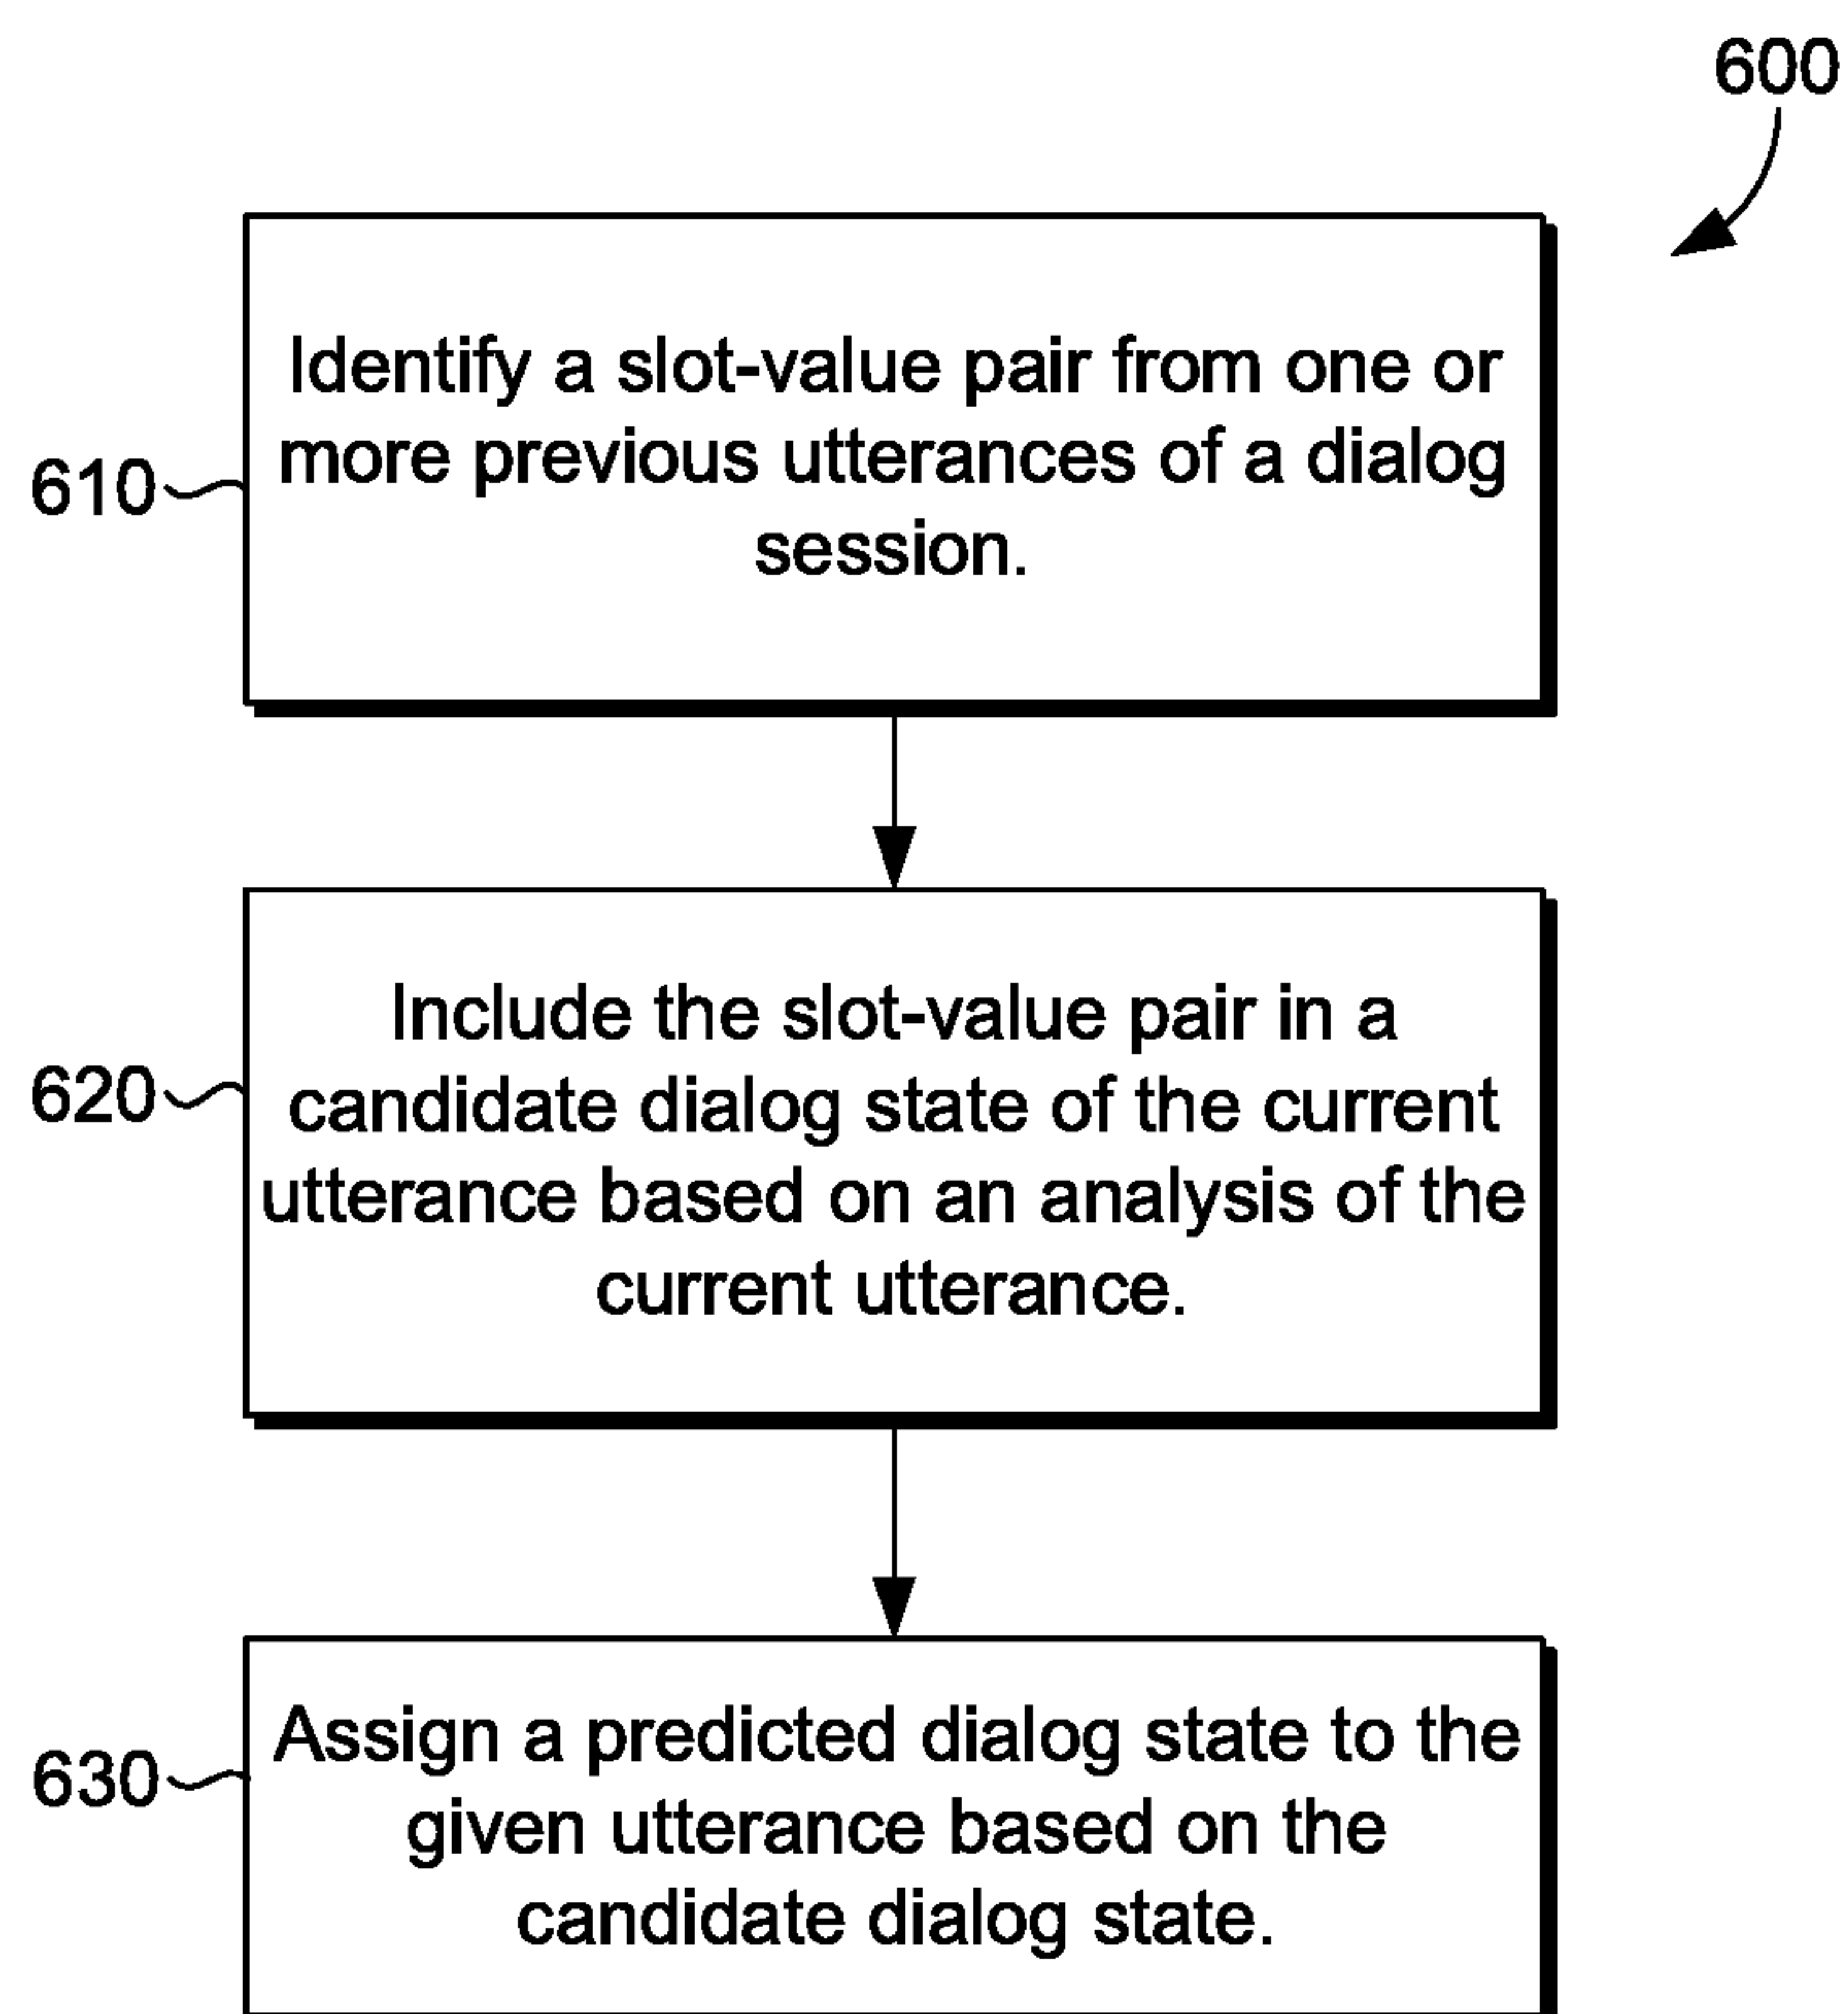 600
610
Identify a slot-value pair from one or
more previous utterances of a dialog
session.
620
Include the slot-value pair in a
candidate dialog state of the current
utterance based on an analysis of the
current utterance.
630
Assign a predicted dialog state to the
given utterance based on the
candidate dialog state.